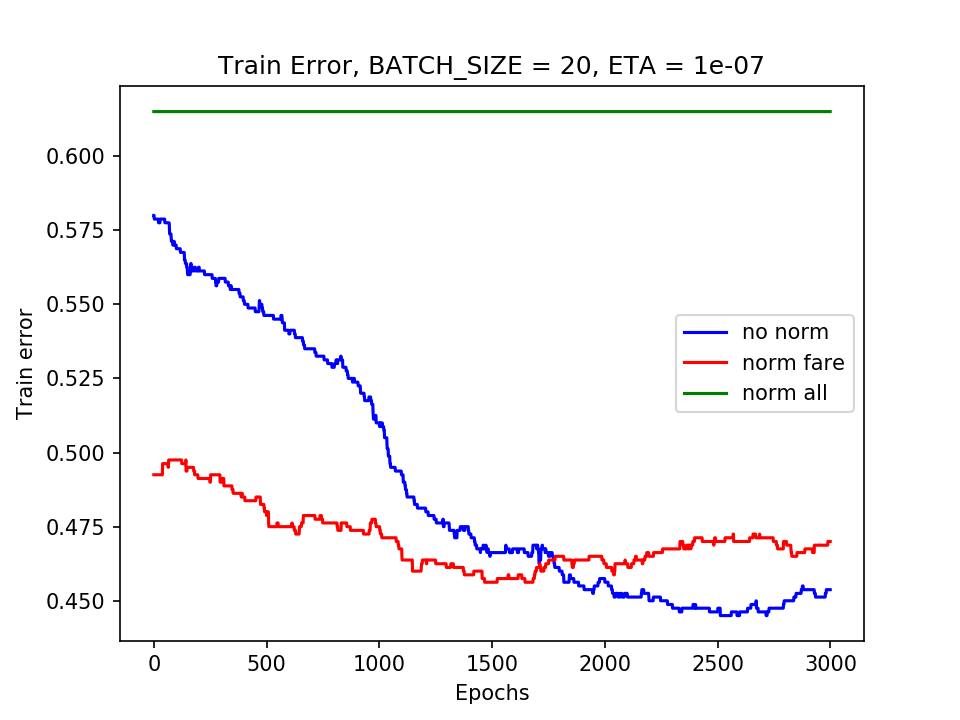 Train Error, BATCH_SIZE = 20, ETA = 1e-07
Train error
0.600
0.575
0.550
0.525
0.500
0.475
0.450
no norm
norm fare
norm all
0 500 1000 1500 2000 2500 3000
Epochs